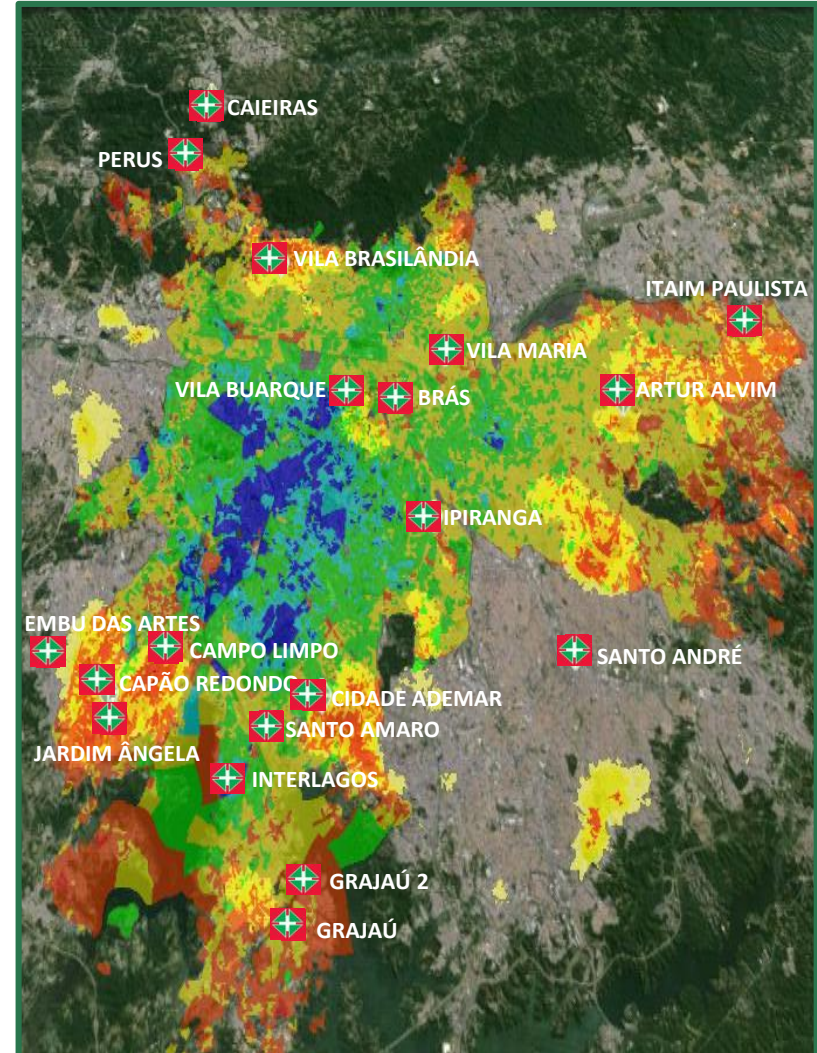 CAIEIRAS
PERUS
VILA BRASILÂNDIA
ITAIM PAULISTA
VILA MARIA
VILA BUARQUE
BRÁS
ARTUR ALVIM
IPIRANGA
EMBU DAS ARTES
CAMPO LIMPO
SANTO ANDRÉ
CAPÃO REDONDO
CIDADE ADEMAR
SANTO AMARO
JARDIM ÂNGELA
INTERLAGOS
GRAJAÚ 2
GRAJAÚ